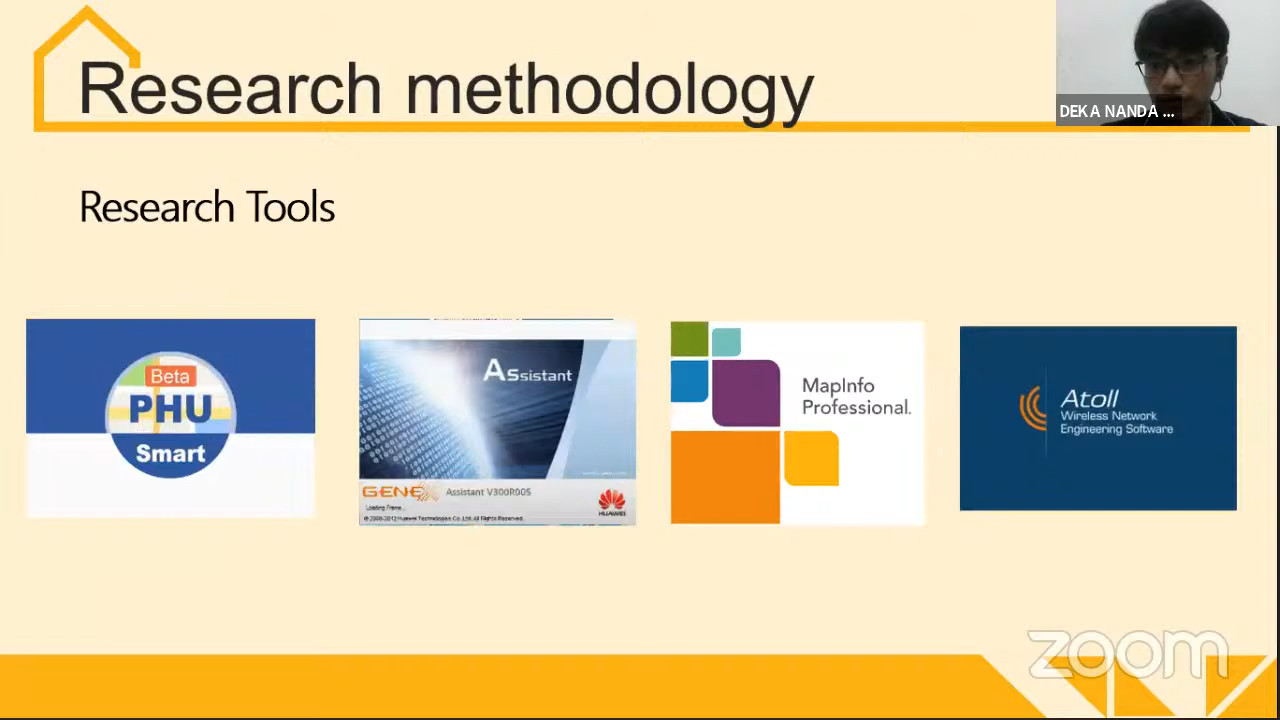 Research methodology
DEKA NANDA ...
Research Tools
Beta
PHU
Smart
Assistant
GENEX Assistant V300R005
HUAWEI
MapInfo
Professional.
Atoll
Wireless Network
Engineering Software
zoom